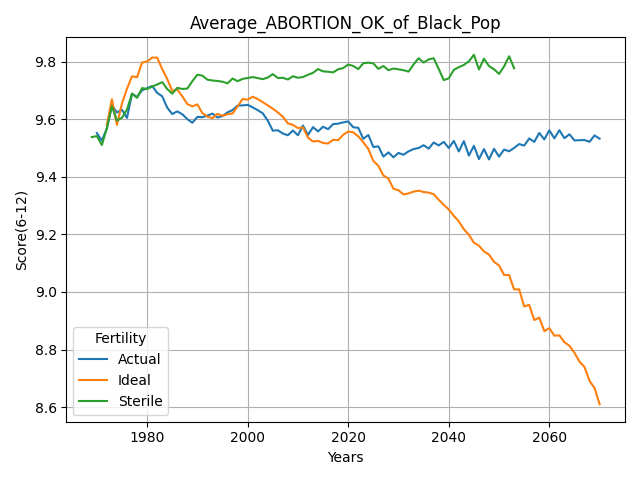 Average_ABORTION_OK_of_Black_Pop
Score(6-12)
9.8
9.6
9.4
9.2
9.0
8.8
8.6
Fertility
Actual
Ideal
Sterile
1980 2000 2020 2040 2060
Years